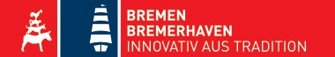 BREMEN
BREMERHAVEN
INNOVATIV AUS TRADITION